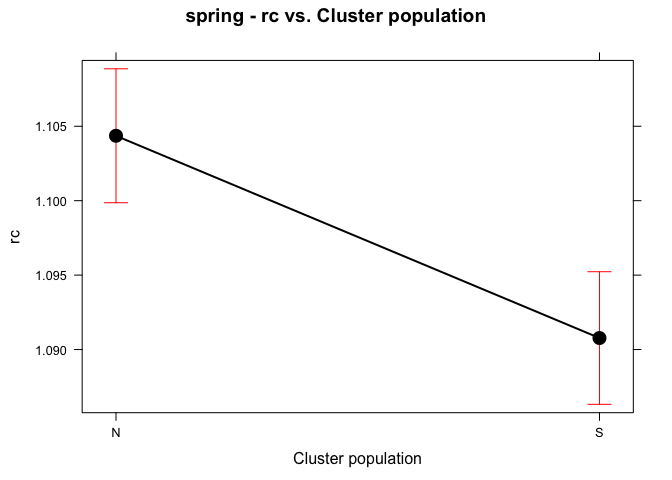 spring - rc vs. Cluster population
1.105
1.100
1.095
1.090
rc
N
S
Cluster population